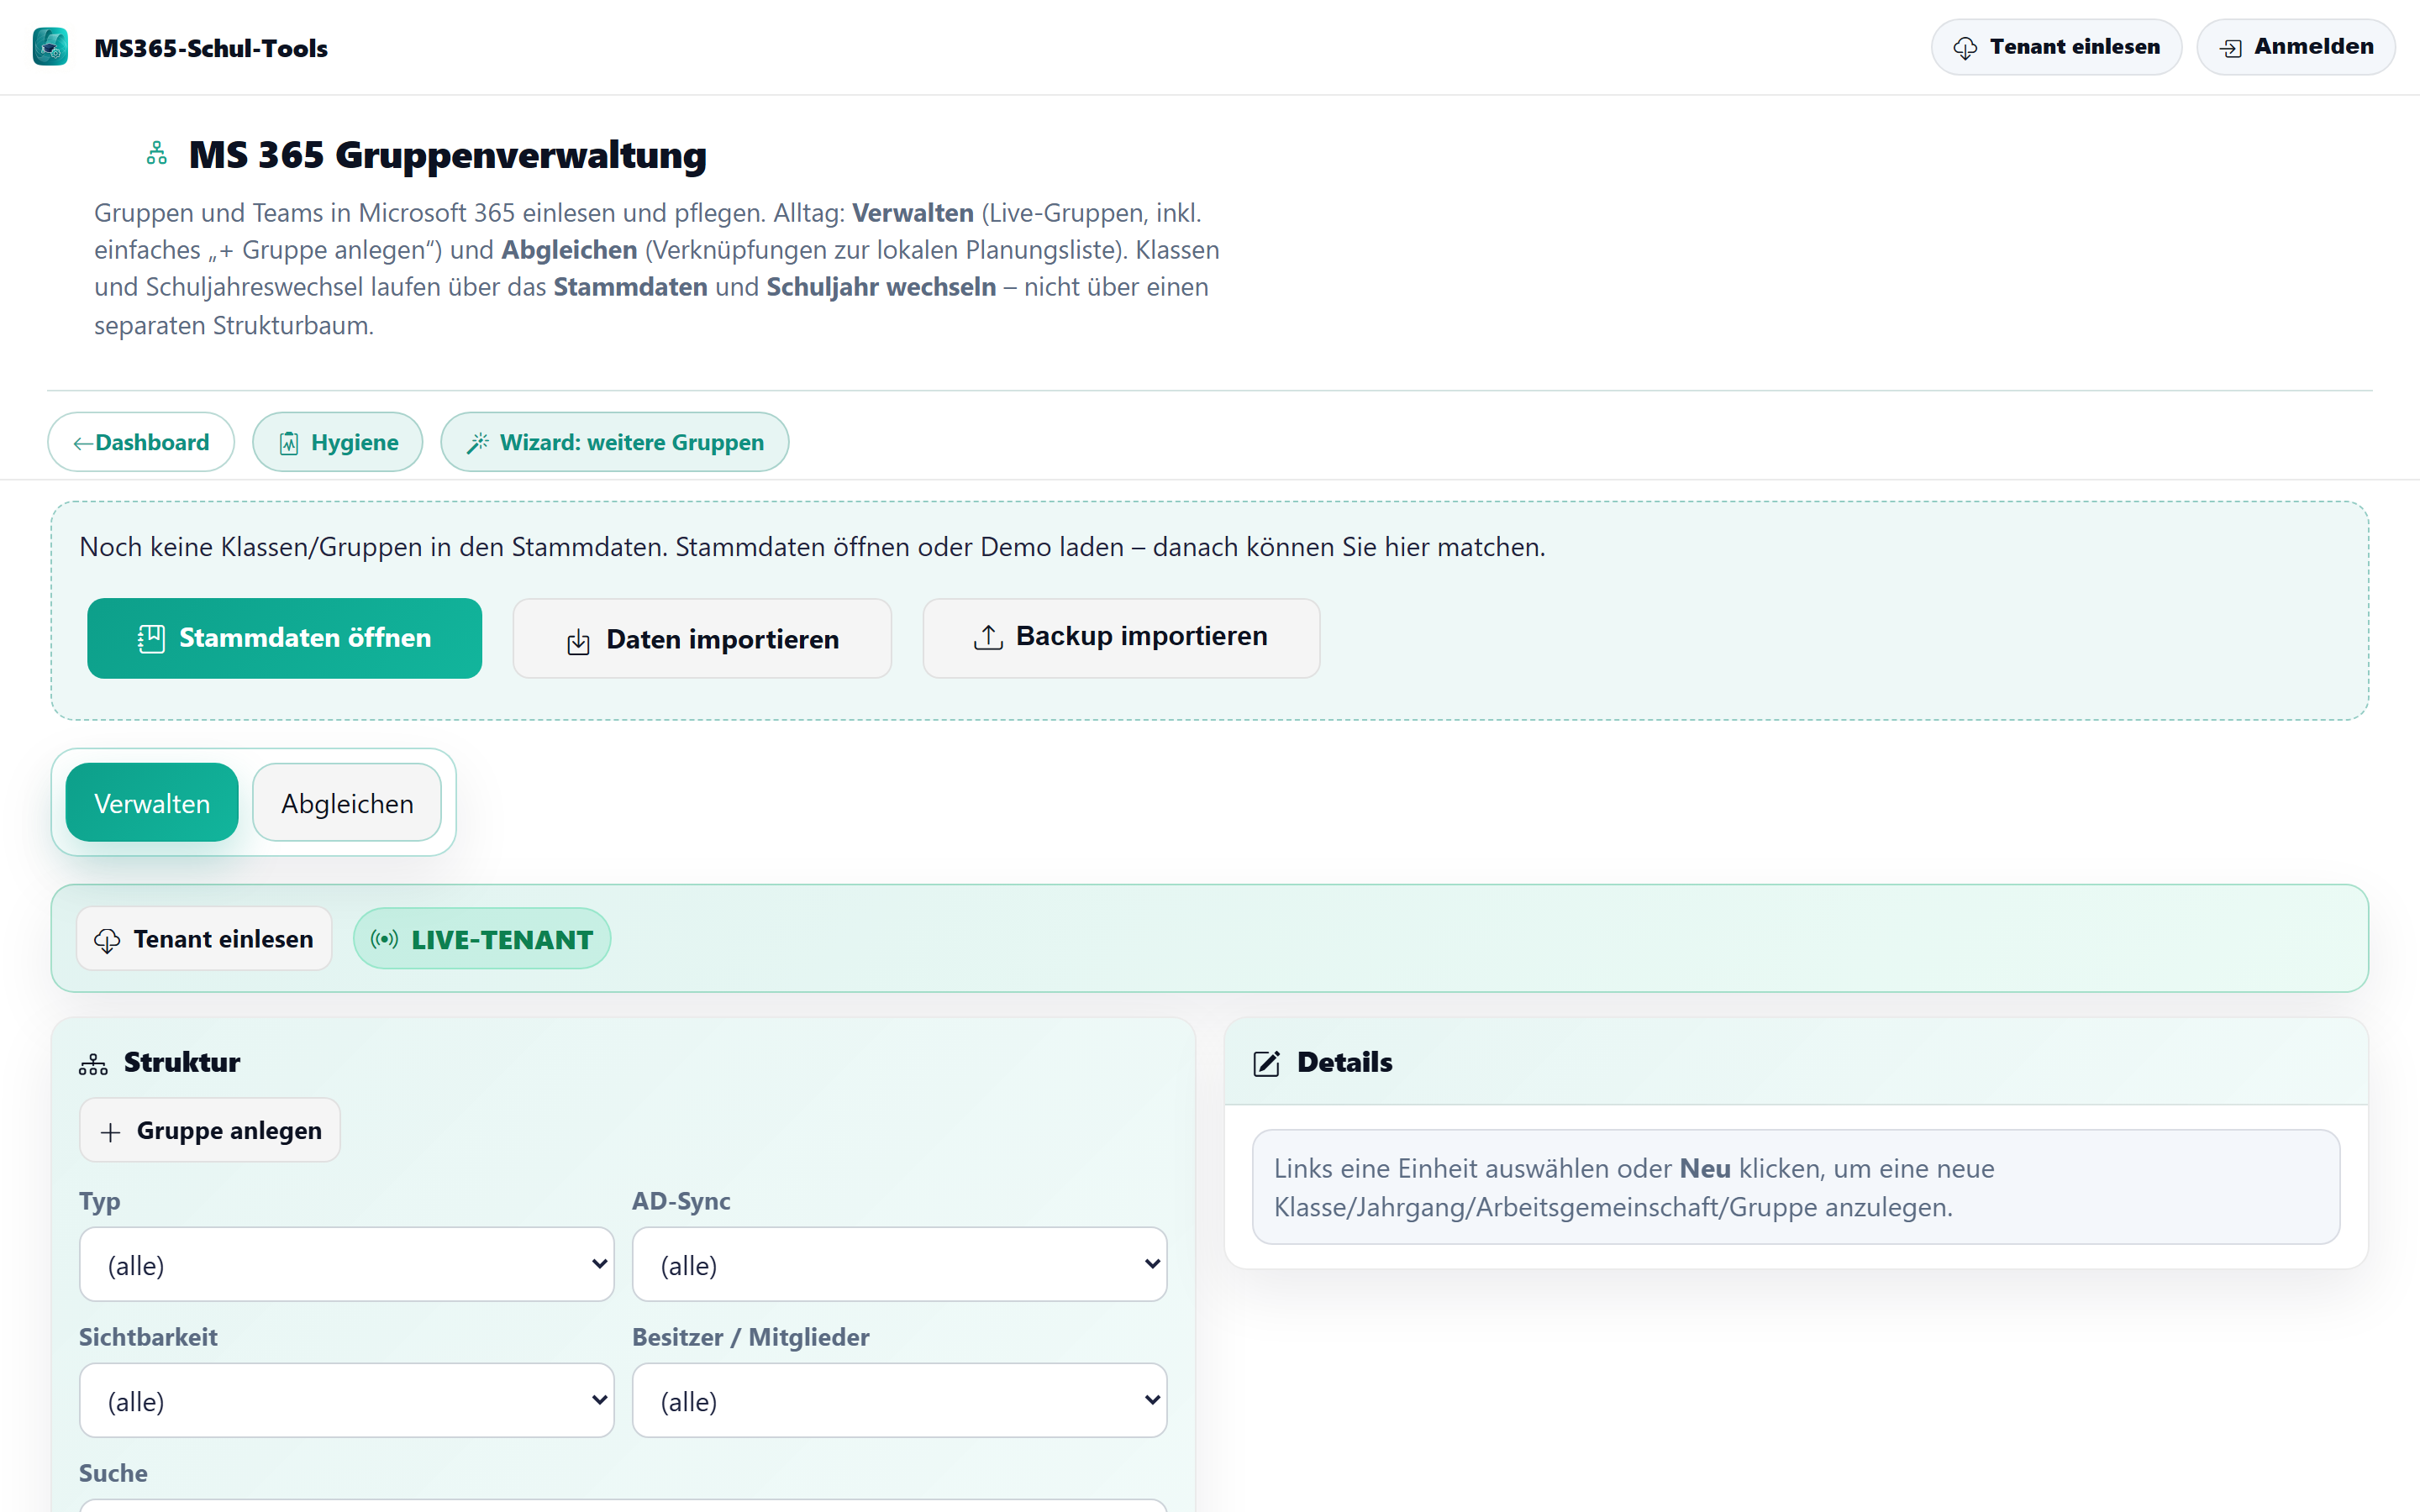 MS365-Schul-Tools
Tenant einlesen
Anmelden
MS 365 Gruppenverwaltung
Gruppen und Teams in Microsoft 365 einlesen und pflegen. Alltag: Verwalten (Live-Gruppen, inkl.
einfaches „+ Gruppe anlegen“) und Abgleichen (Verknüpfungen zur lokalen Planungsliste). Klassen
und Schuljahreswechsel laufen über das Stammdaten und Schuljahr wechseln – nicht über einen
separaten Strukturbaum.
←Dashboard
Hygiene
Wizard: weitere Gruppen
Noch keine Klassen/Gruppen in den Stammdaten. Stammdaten öffnen oder Demo laden – danach können Sie hier matchen.
Stammdaten öffnen
Daten importieren
Backup importieren
Verwalten
Abgleichen
Tenant einlesen
LIVE-TENANT
Struktur
+ Gruppe anlegen
Typ
AD-Sync
(alle)
(alle)
Sichtbarkeit
Besitzer / Mitglieder
(alle)
(alle)
Suche
Details
Links eine Einheit auswählen oder Neu klicken, um eine neue
Klasse/Jahrgang/Arbeitsgemeinschaft/Gruppe anzulegen.